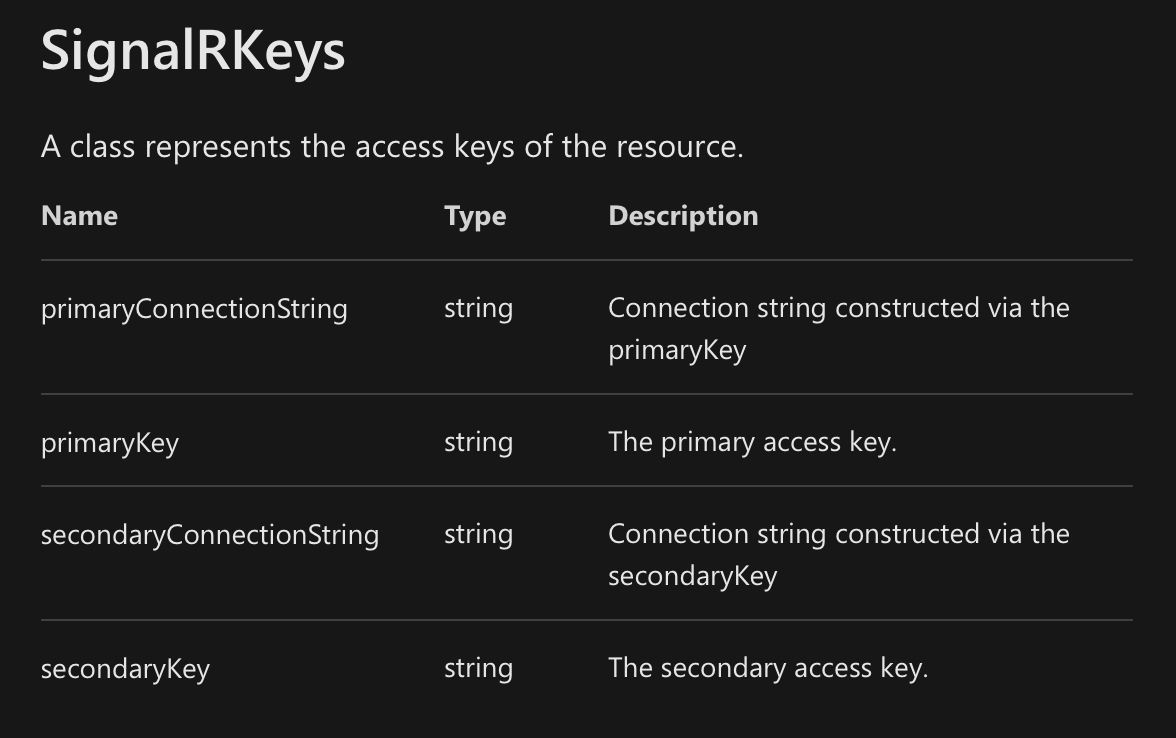 SignalRKeys
A class represents the access keys of the resource.
Name Type Description
primaryConnectionString string Connection string constructed via the
primaryKey
primaryKey string The primary access key.
secondaryConnectionString string Connection string constructed via the
secondaryKey
secondaryKey string The secondary access key.